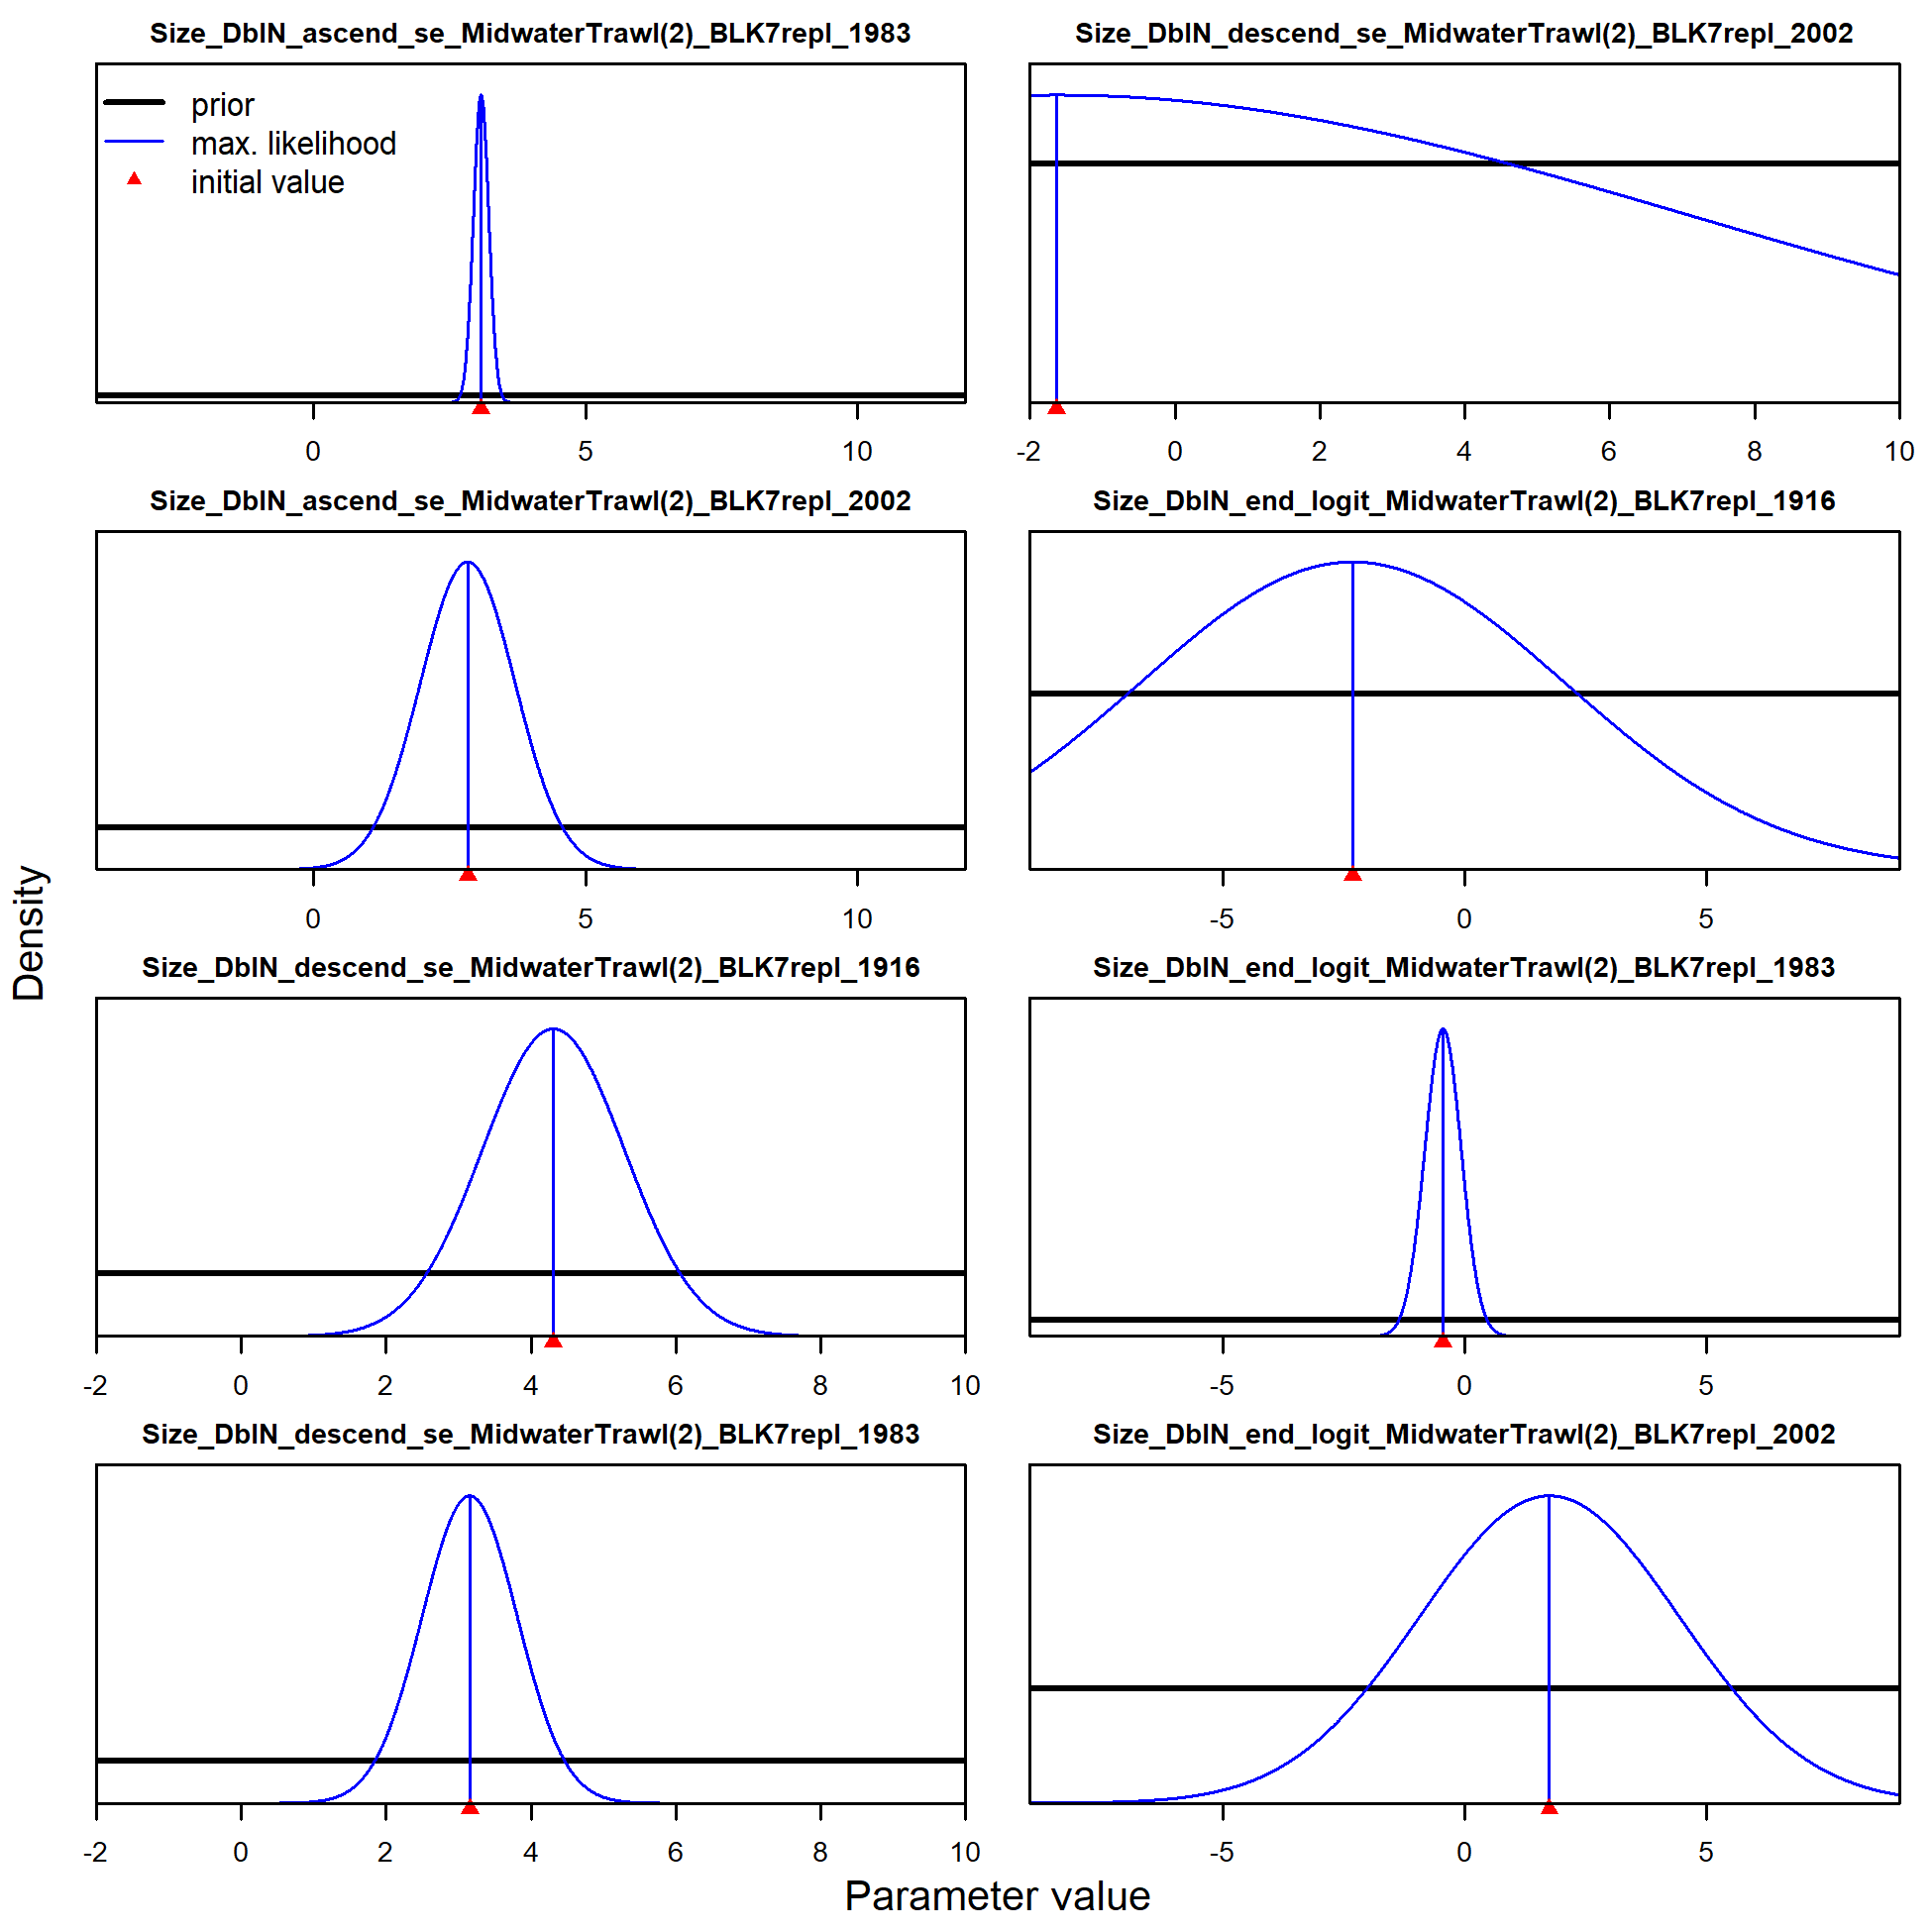 Size_DblN_ascend_se_MidwaterTrawl(2)_BLK7repl_1983
prior
max. likelihood
initial value
0 5 10
Size_DblN_descend_se_MidwaterTrawl(2)_BLK7repl_2002
-2 0 2 4 6 8 10
Size_DblN_ascend_se_MidwaterTrawl(2)_BLK7repl_2002
0 5 10
Size_DblN_end_logit_MidwaterTrawl(2)_BLK7repl_1916
-5 0 5
Size_DblN_descend_se_MidwaterTrawl(2)_BLK7repl_1916
-2 0 2 4 6 8 10
Size_DblN_end_logit_MidwaterTrawl(2)_BLK7repl_1983
-5 0 5
Size_DblN_descend_se_MidwaterTrawl(2)_BLK7repl_1983
-2 0 2 4 6 8 10
Size_DblN_end_logit_MidwaterTrawl(2)_BLK7repl_2002
-5 0 5
Density
Parameter value